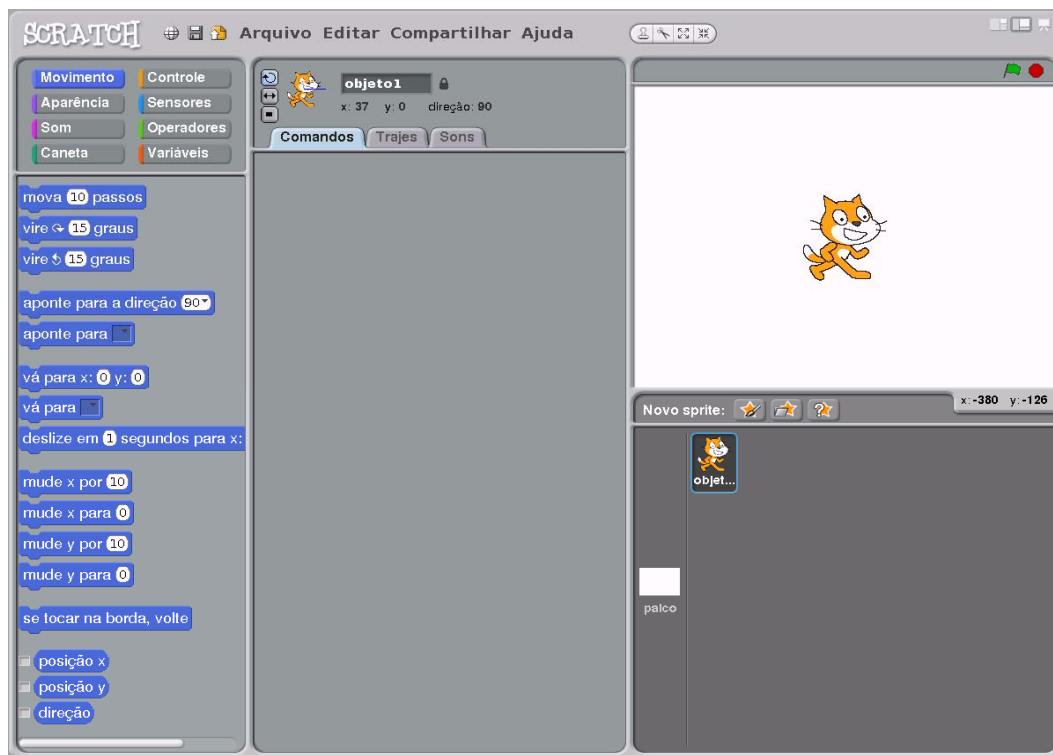 SCRATCH Arquivo Editar Compartilhar Ajuda
Movimento Controle
Aparência Sensores
Som Operadores
Caneta Variáveis
mova 10 passos
vire 15 graus
vire 15 graus
aponte para a direção 90
aponte para
vá para x: 0 y: 0
vá para
deslize em 1 segundos para x:
mude x por 10
mude x para 0
mude y por 10
mude y para 0
se tocar na borda, volte
posição x
posição y
direção
objeto1
x: 37 y: 0 direção: 90
Comandos Trajes Sons
Novo sprite:
x:-380 y:-126
objet...
palco